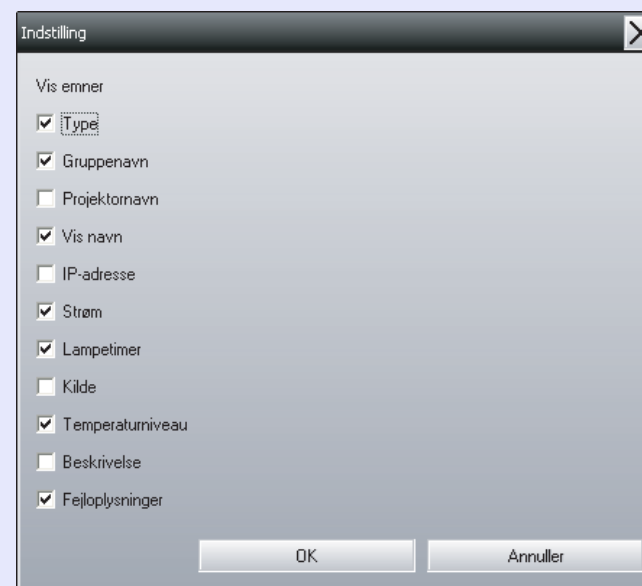 Indstilling
Vis emner
Type
Gruppenavn
Projektornavn
Vis navn
IP-adresse
Strøm
Lampetimer
Kilde
Temperaturniveau
Beskrivelse
Fejloplysninger
OK Annuller